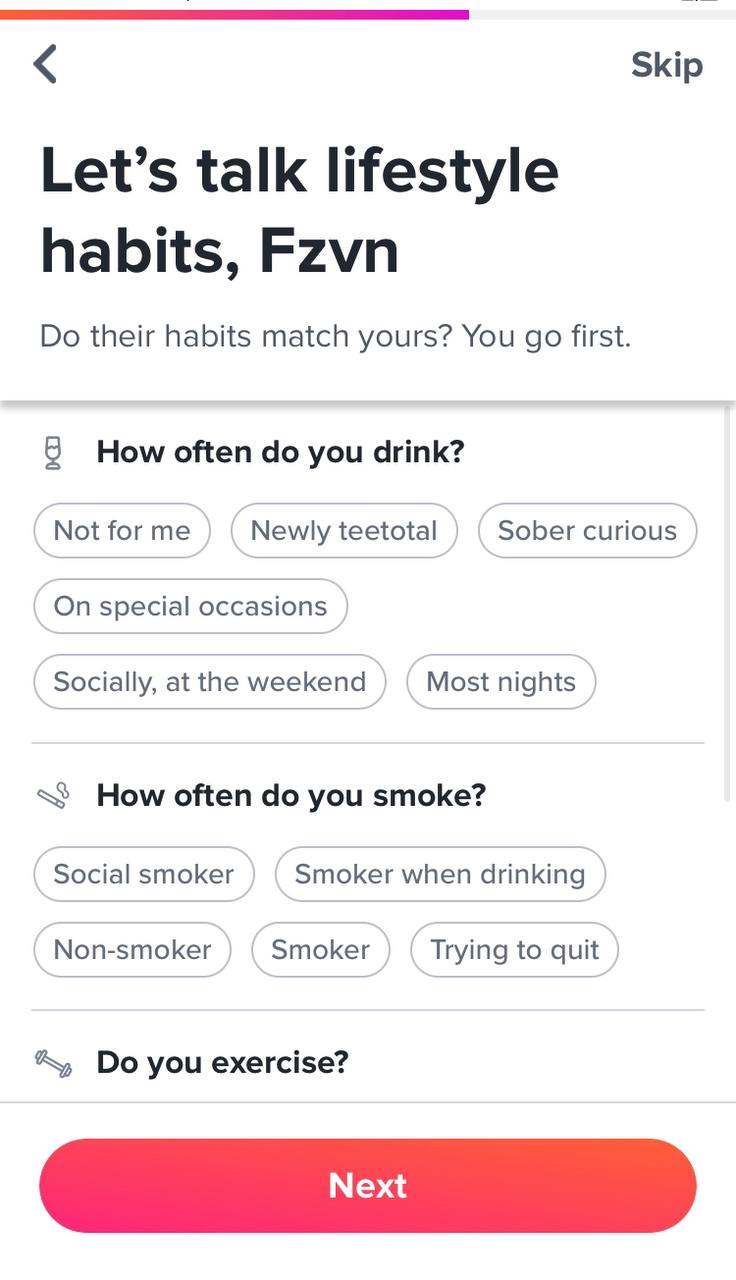 Skip
Let’s talk lifestyle
habits, Fzvn
Do their habits match yours? You go first.
How often do you drink?
Not for me Newly teetotal Sober curious
On special occasions
Socially, at the weekend Most nights
How often do you smoke?
Social smoker Smoker when drinking
Non-smoker Smoker Trying to quit
Do you exercise?
Next